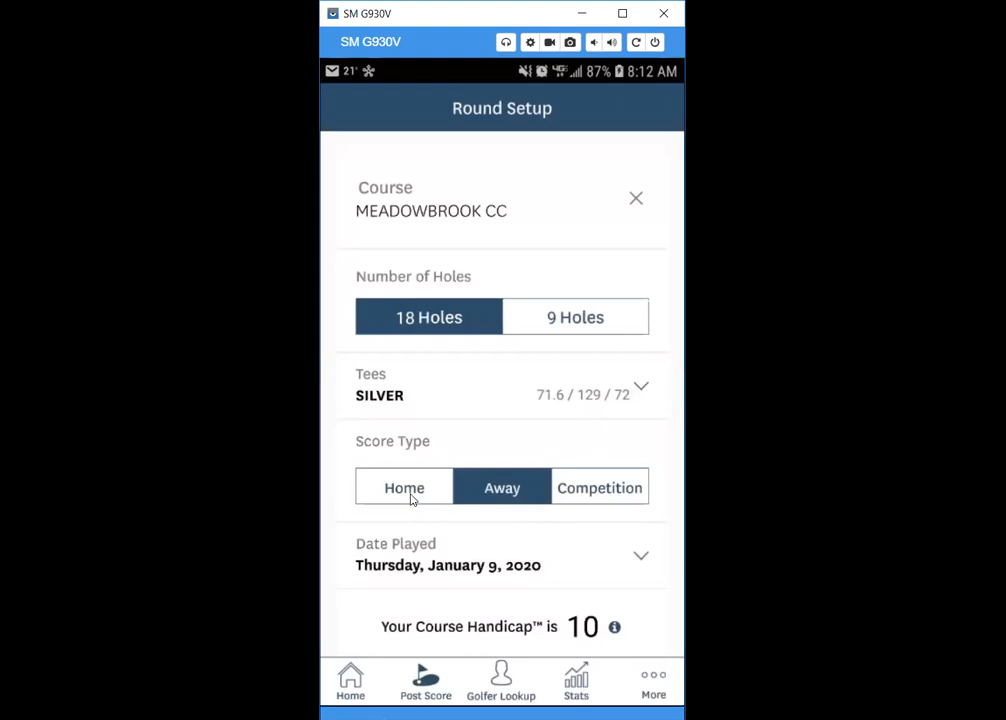 SM G930V
SM G930V
21° 87% 8:12 AM
Round Setup
Course
MEADOWBROOK CC
Number of Holes
18 Holes 9 Holes
Tees
SILVER 71.6 / 129 / 72
Score Type
Home Away Competition
Date Played
Thursday, January 9, 2020
Your Course Handicap™ is 10
Home Post Score Golfer Lookup Stats More